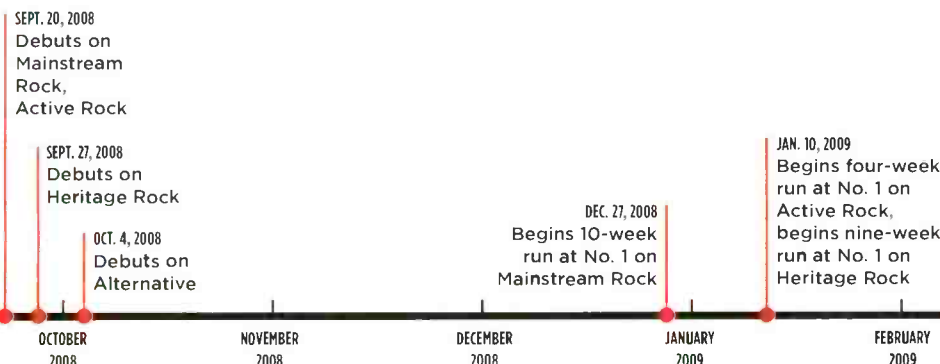 SEPT. 20, 2008
Debuts on
Mainstream
Rock,
Active Rock
SEPT. 27, 2008
Debuts on
Heritage Rock
OCT. 4, 2008
Debuts on
Alternative
DEC. 27, 2008
Begins 10-week
run at No. 1 on
Mainstream Rock
JAN. 10, 2009
Begins four-week
run at No. 1 on
Active Rock,
begins nine-week
run at No. 1 on
Heritage Rock
OCTOBER
2008
NOVEMBER
2008
DECEMBER
2008
JANUARY
2009
FEBRUARY
2009